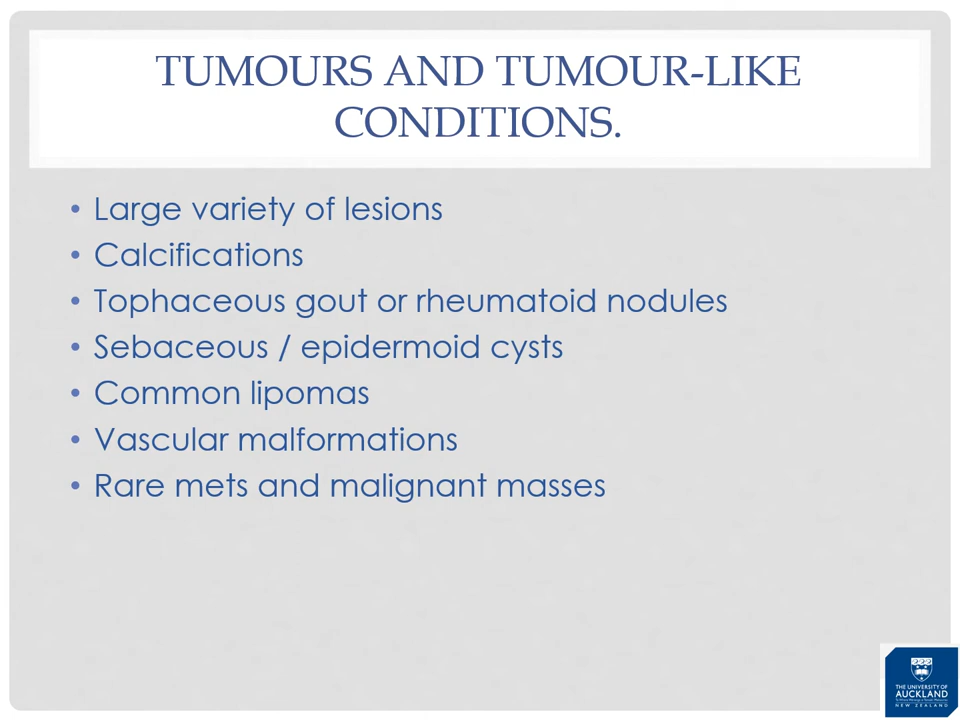 TUMOURS AND TUMOUR-LIKE
CONDITIONS.
• Large variety of lesions
• Calcifications
• Tophaceous gout or rheumatoid nodules
• Sebaceous / epidermoid cysts
• Common lipomas
• Vascular malformations
• Rare mets and malignant masses
THE UNIVERSITY OF
AUCKLAND
NEW ZEALAND